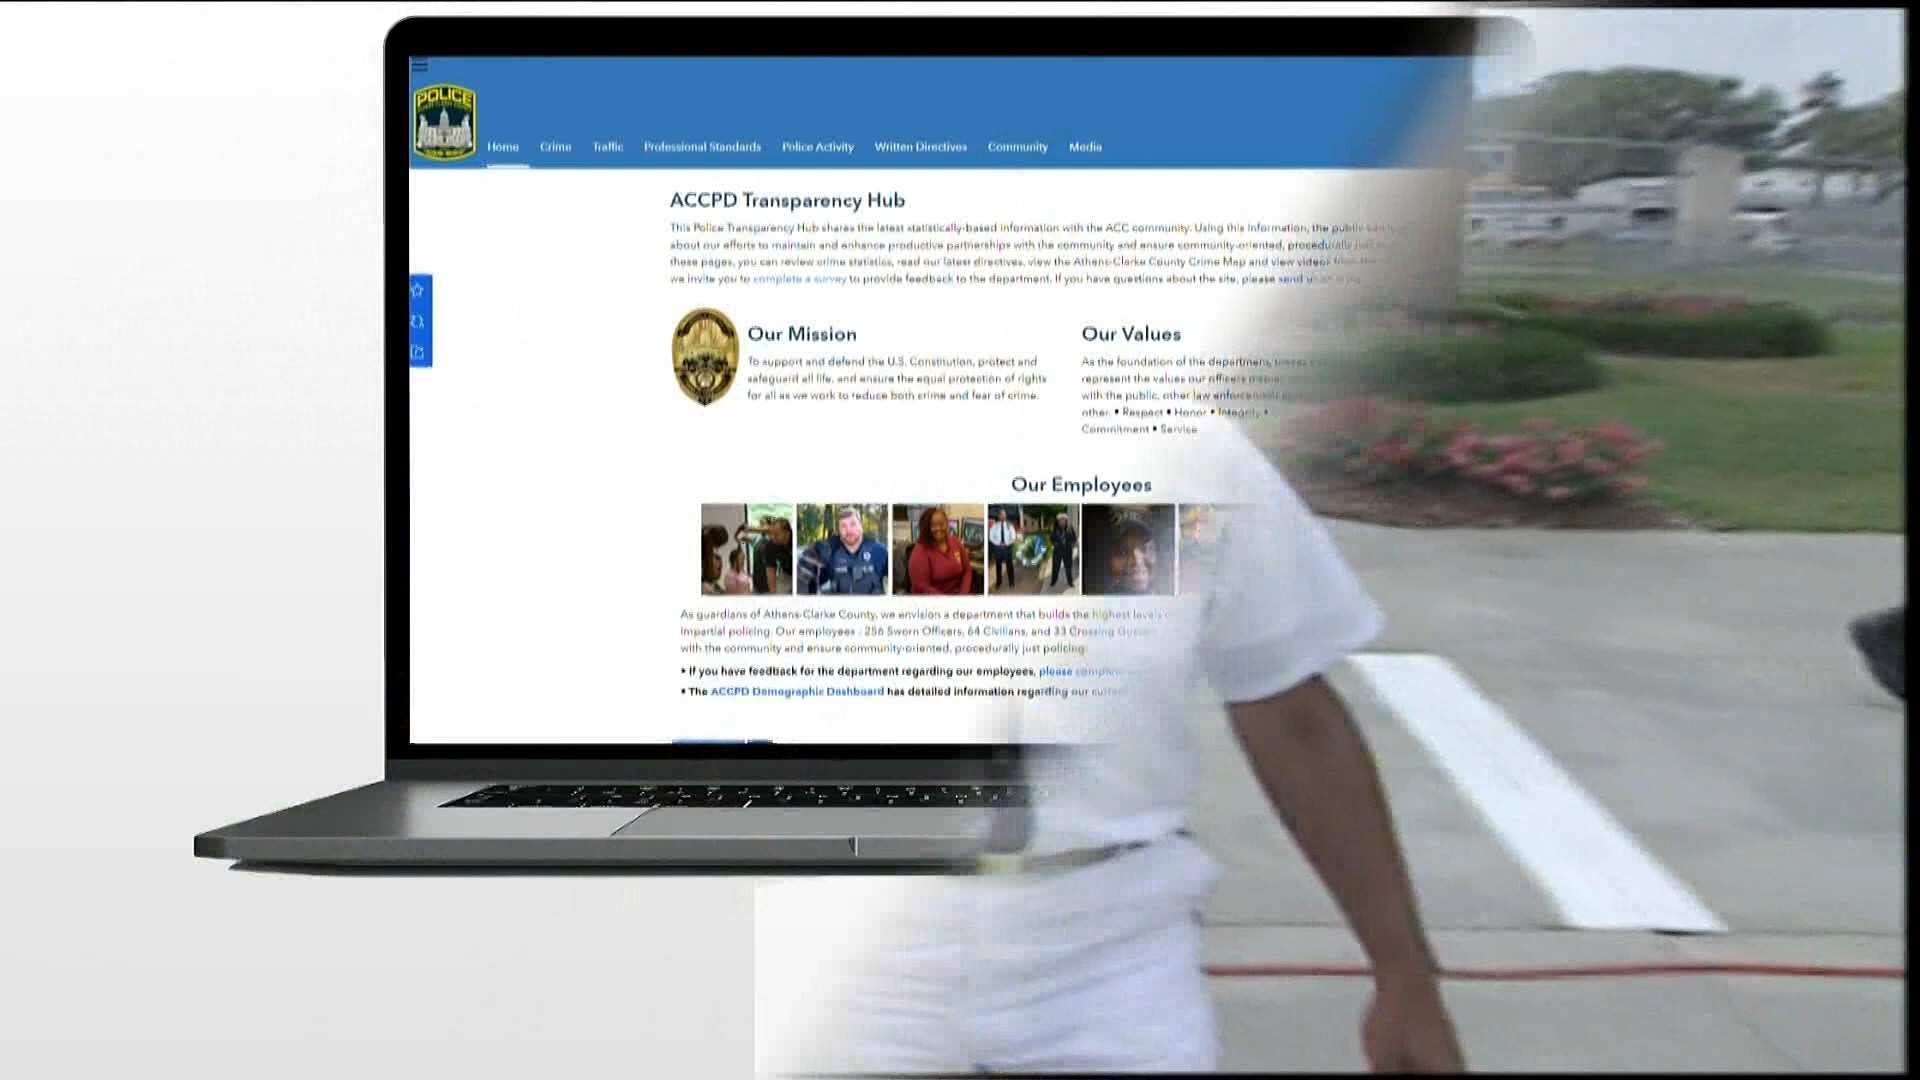 POLICE
Home Crime Traffic Professional Standards Police Activity Written Directives Community Media
ACCPD Transparency Hub
This Police Transparency Hub shares the latest statistically-based information with the ACC community. Using this information, the public can
about our efforts to maintain and enhance productive partnerships with the community and ensure community-oriented, procedurally just
these pages, you can review crime statistics, read our latest directives, view the Athens-Clarke County Crime Map and view videos from
we invite you to complete a survey to provide feedback to the department. If you have questions about the site, please send
Our Mission
To support and defend the U.S. Constitution, protect and
safeguard all life, and ensure the equal protection of rights
for all as we work to reduce both crime and fear of crime.
Our Values
As the foundation of the department, these
represent the values our officers
with the public, other law enforcement
other. • Respect • Honor • Integrity •
Commitment • Service
Our Employees
As guardians of Athens-Clarke County, we envision a department that builds the highest levels
impartial policing. Our employees - 256 Sworn Officers, 64 Civilians, and 33 Crossing Guards
with the community and ensure community-oriented, procedurally just policing.
• If you have feedback for the department regarding our employees, please complete
• The ACCPD Demographic Dashboard has detailed information regarding our current